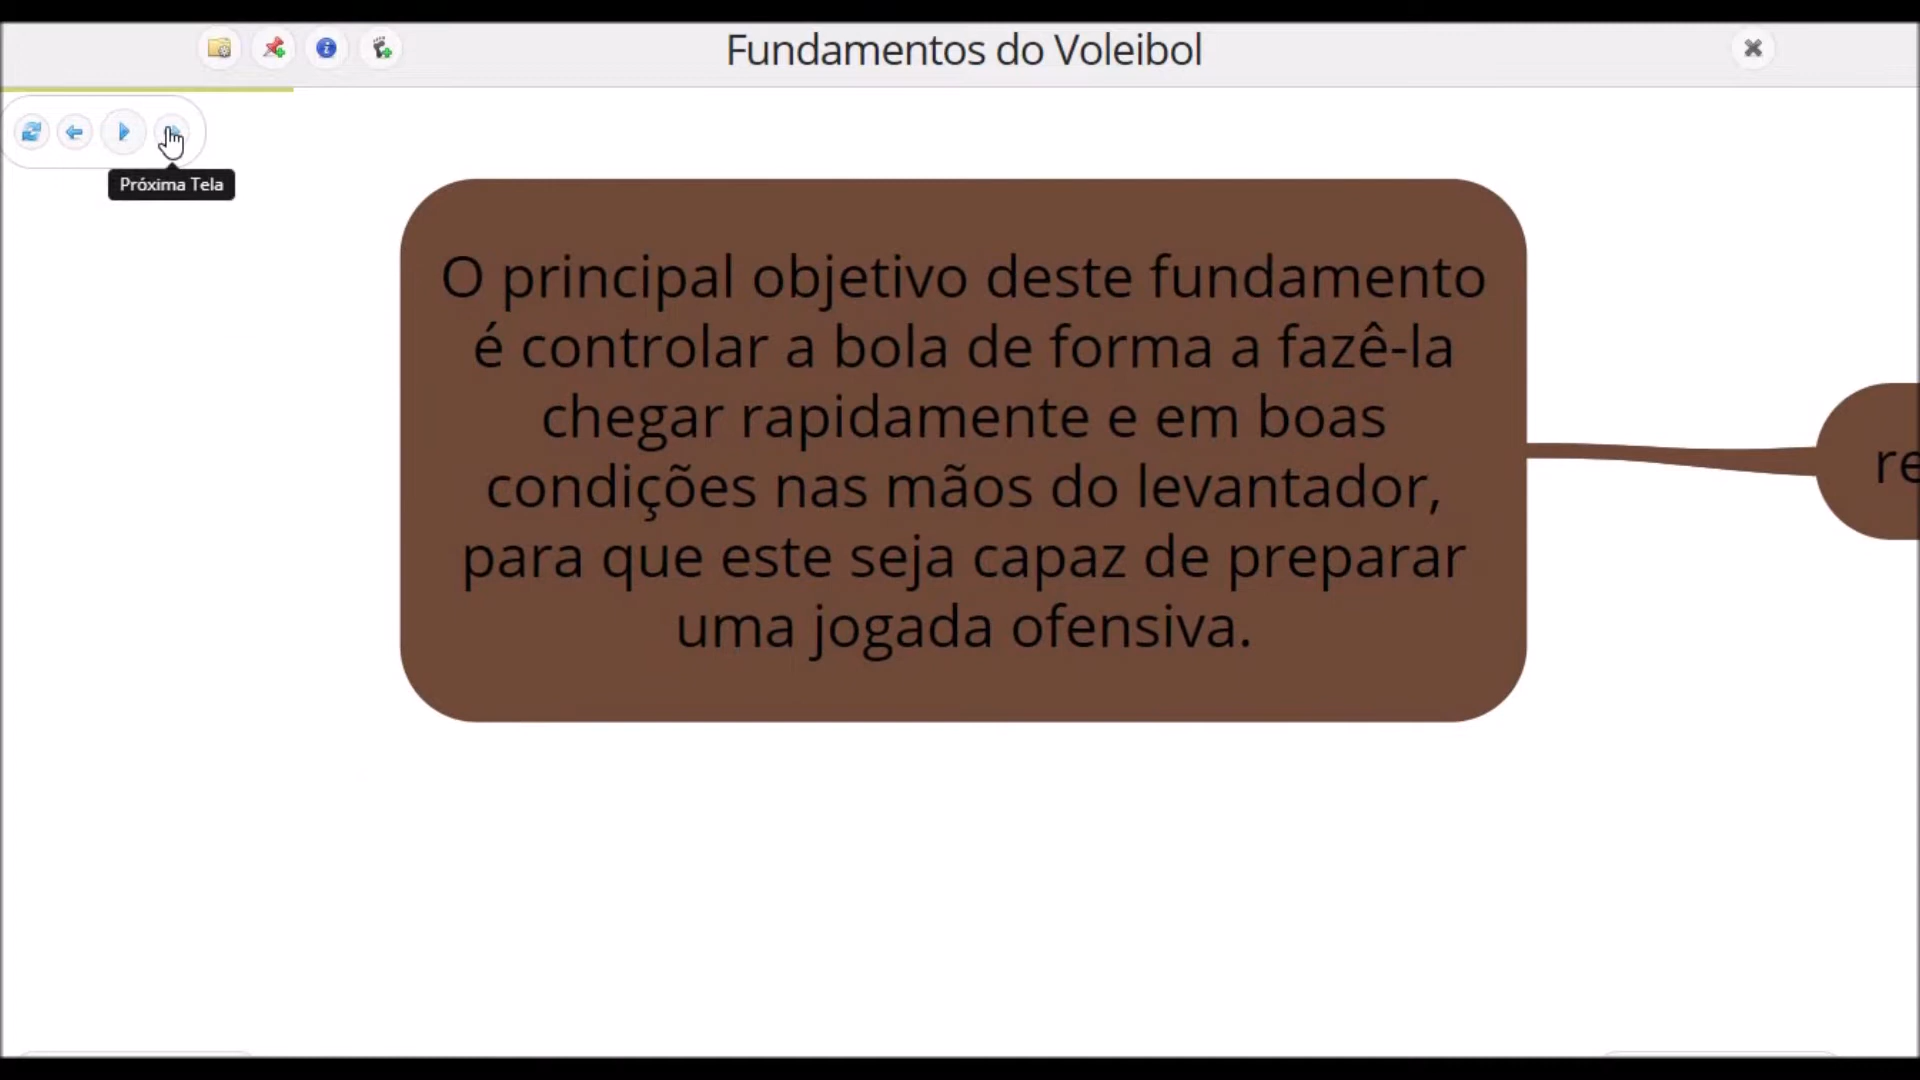 Fundamentos do Voleibol
Próxima Tela
O principal objetivo deste fundamento
é controlar a bola de forma a fazê-la
chegar rapidamente e em boas
condições nas mãos do levantador,
para que este seja capaz de preparar
uma jogada ofensiva.
re